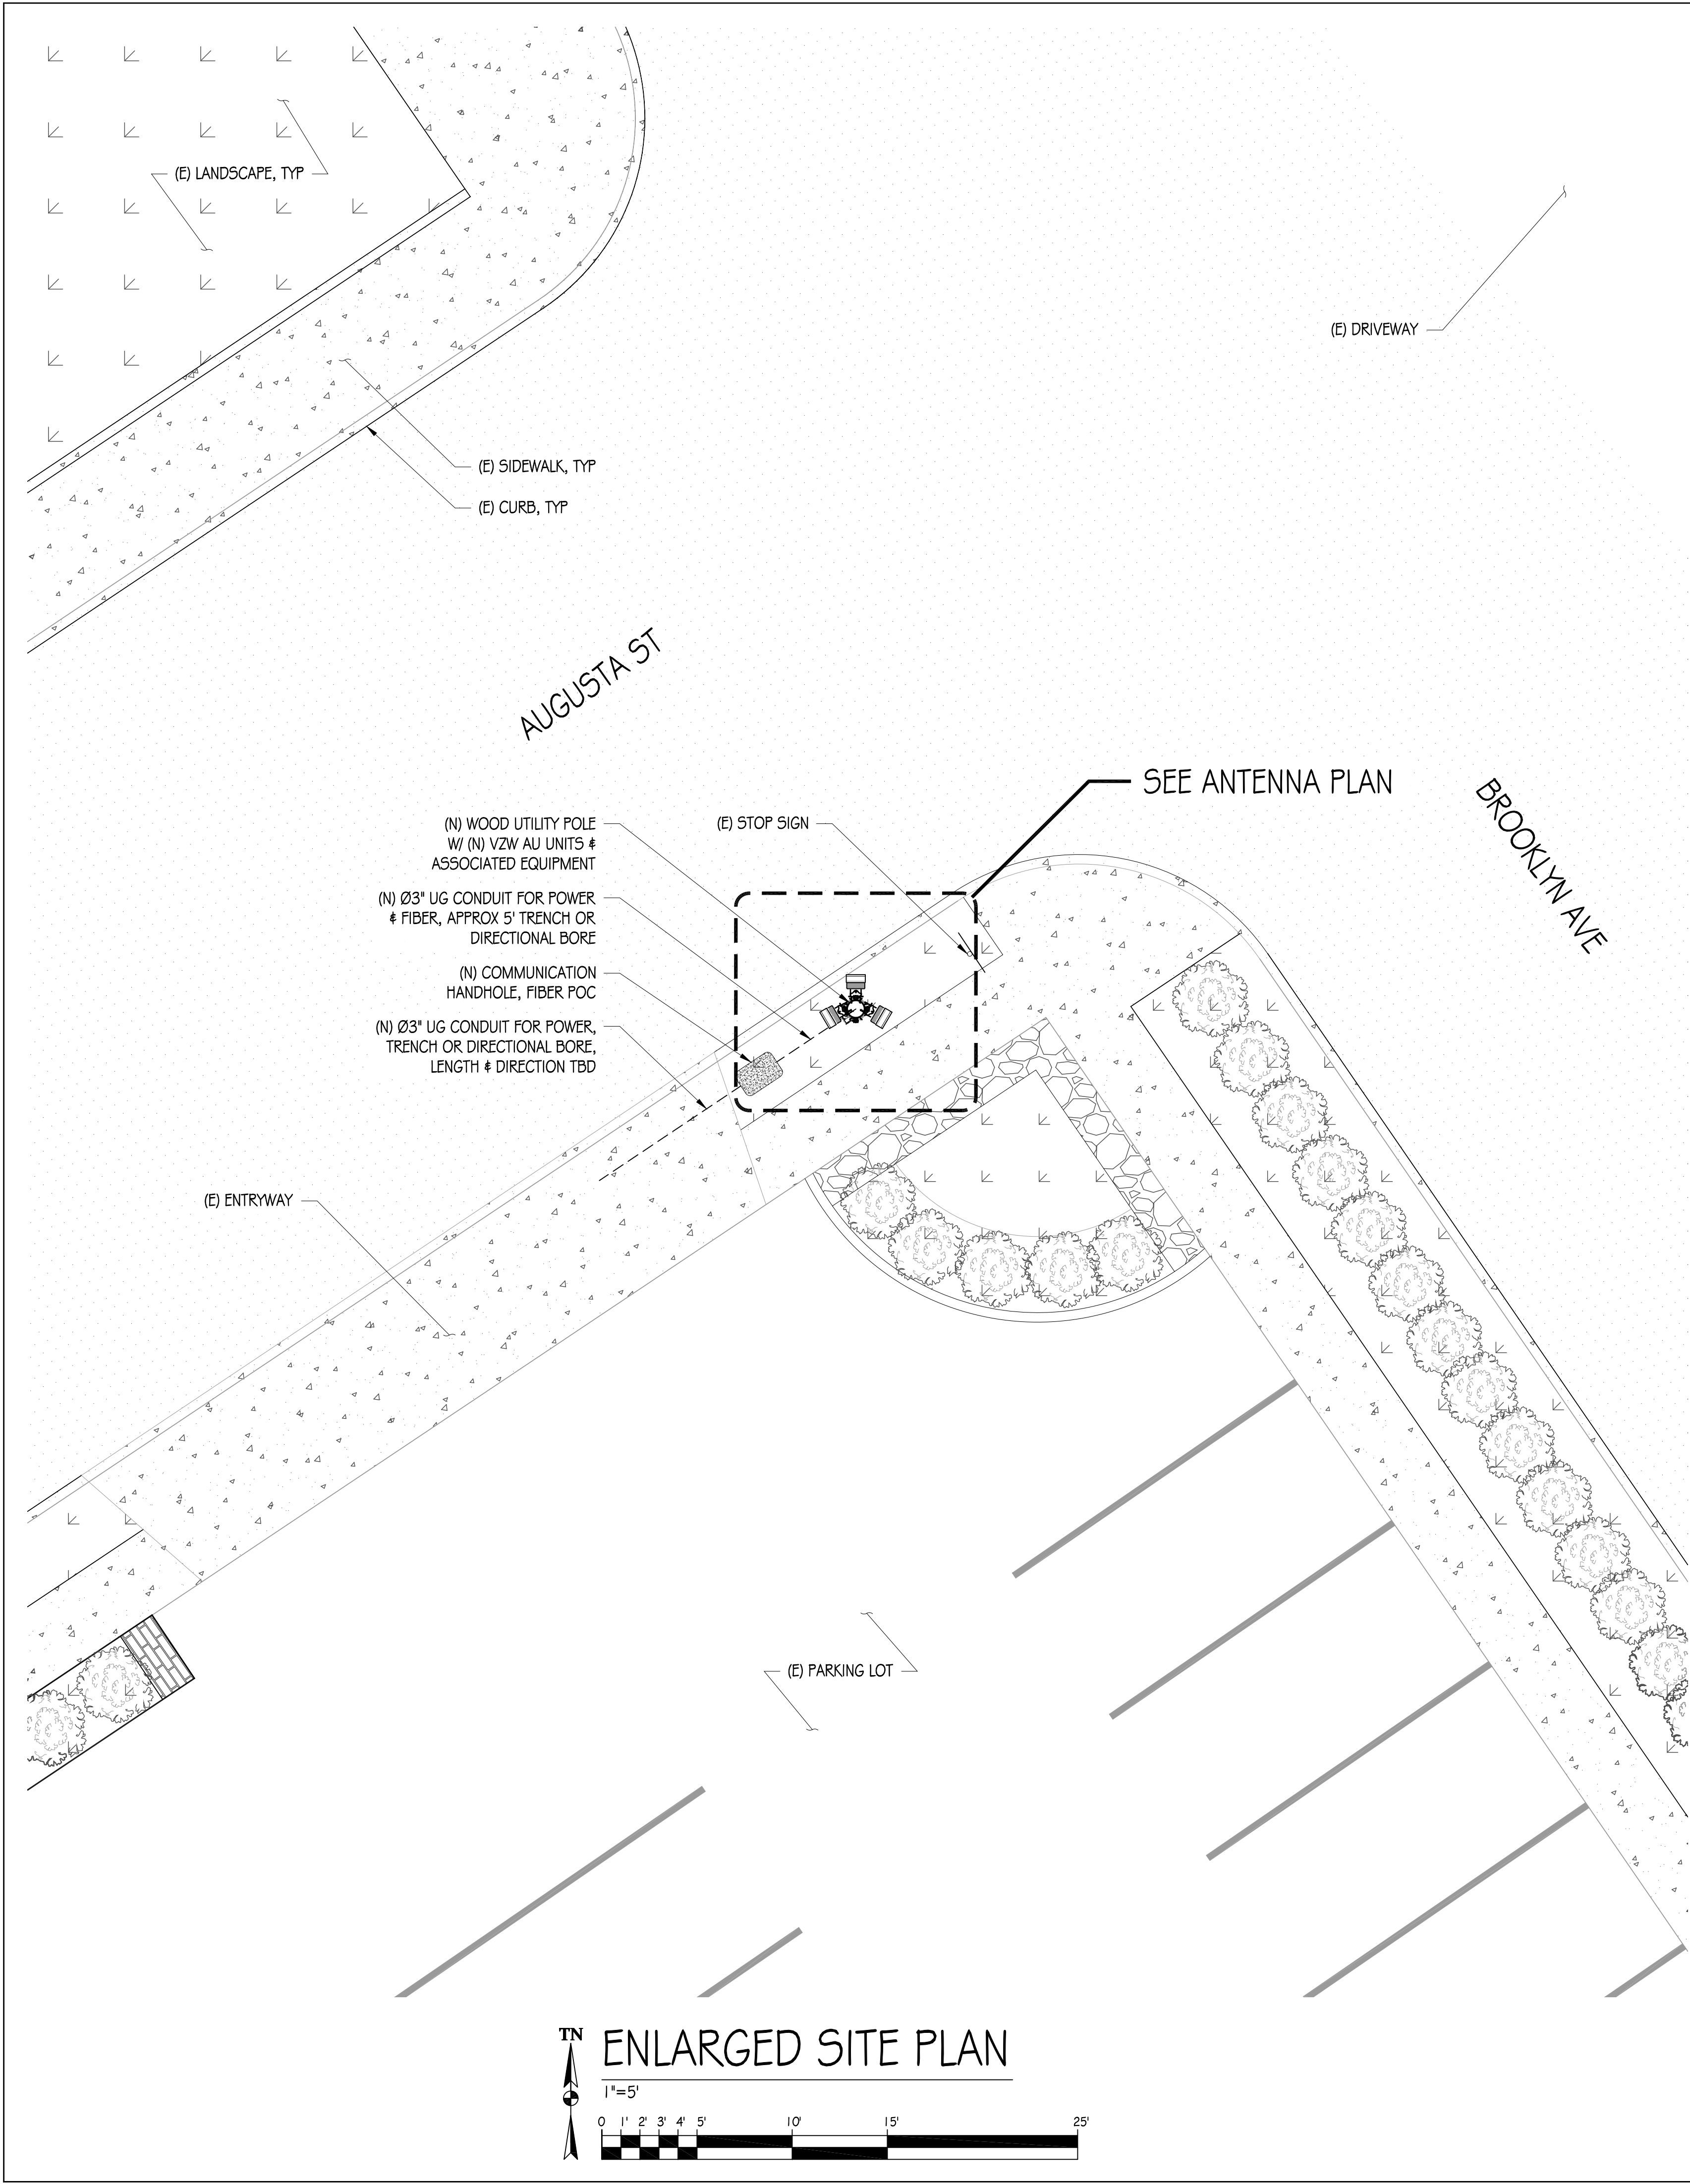 (E) LANDSCAPE, TYP
(E) DRIVEWAY
(E) SIDEWALK, TYP
(E) CURB, TYP
AUGUSTA ST
SEE ANTENNA PLAN
BROOKLYN AVE
(N) WOOD UTILITY POLE
W/ (N) VZW AU UNITS &
ASSOCIATED EQUIPMENT
(E) STOP SIGN
(N) Ø3" UG CONDUIT FOR POWER
& FIBER, APPROX 5' TRENCH OR
DIRECTIONAL BORE
(N) COMMUNICATION
HANDHOLE, FIBER POC
(N) Ø3" UG CONDUIT FOR POWER,
TRENCH OR DIRECTIONAL BORE,
LENGTH & DIRECTION TBD
(E) ENTRYWAY
(E) PARKING LOT
TN
ENLARGED SITE PLAN
1"=5'
0 1' 2' 3' 4' 5' 10' 15' 25'